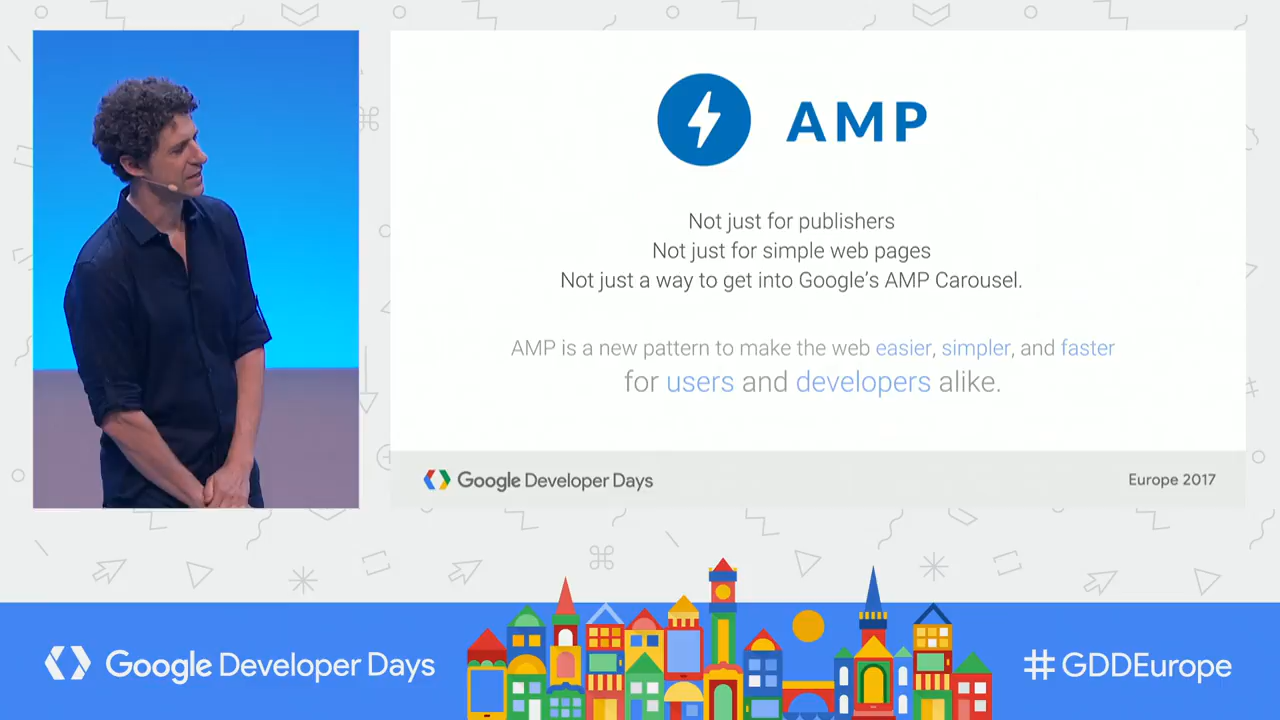 AMP
Not just for publishers
Not just for simple web pages
Not just a way to get into Google's AMP Carousel.
AMP is a new pattern to make the web easier, simpler, and faster
for users and developers alike.
Google Developer Days
Europe 2017
Google Developer Days
#GDDEurope